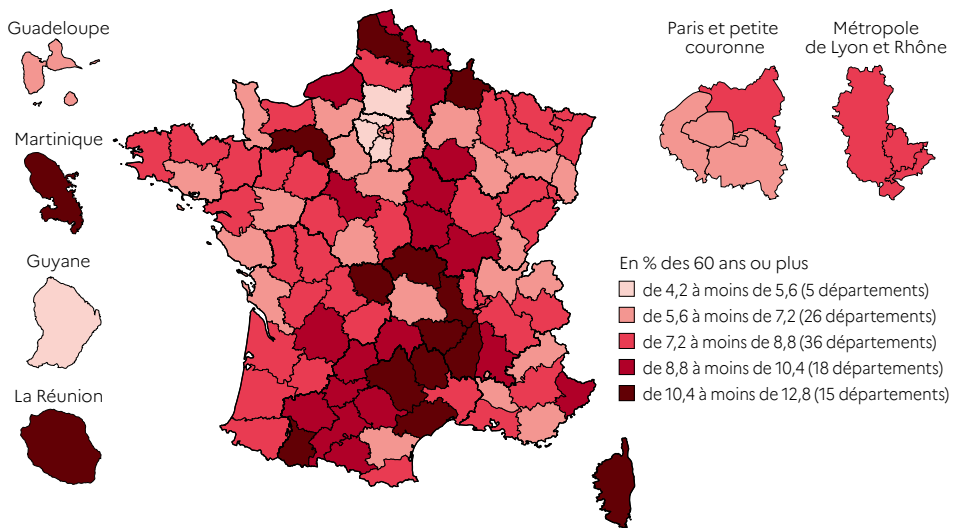 Guadeloupe
Martinique
Guyane
La Réunion
Paris et petite
couronne
Métropole
de Lyon et Rhône
En % des 60 ans ou plus
de 4,2 à moins de 5,6 (5 départements)
de 5,6 à moins de 7,2 (26 départements)
de 7,2 à moins de 8,8 (36 départements)
de 8,8 à moins de 10,4 (18 départements)
de 10,4 à moins de 12,8 (15 départements)